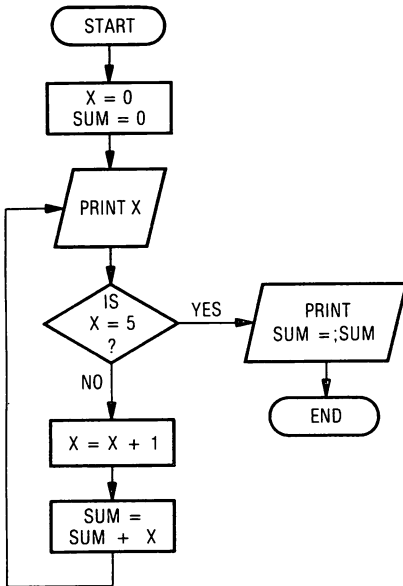 START
X = 0
SUM = 0
PRINT X
IS
X = 5
?
YES
PRINT
SUM =;SUM
END
NO
X = X + 1
SUM =
SUM + X